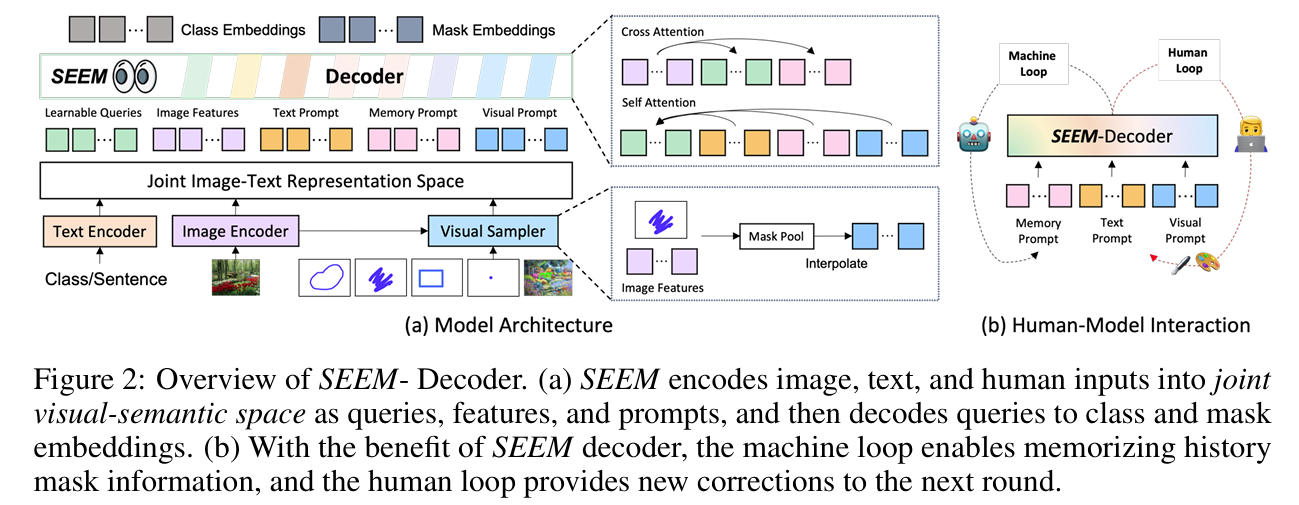 Class Embeddings
Mask Embeddings
SEEM
Decoder
Learnable Queries
Image Features
Text Prompt
Memory Prompt
Visual Prompt
Joint Image-Text Representation Space
Text Encoder
Image Encoder
Visual Sampler
Class/Sentence
Cross Attention
Self Attention
Mask Pool
Interpolate
Image Features
(a) Model Architecture
Machine
Loop
Human
Loop
SEEM-Decoder
Memory
Prompt
Text
Prompt
Visual
Prompt
(b) Human-Model Interaction
Figure 2: Overview of SEEM- Decoder. (a) SEEM encodes image, text, and human inputs into joint
visual-semantic space as queries, features, and prompts, and then decodes queries to class and mask
embeddings. (b) With the benefit of SEEM decoder, the machine loop enables memorizing history
mask information, and the human loop provides new corrections to the next round.